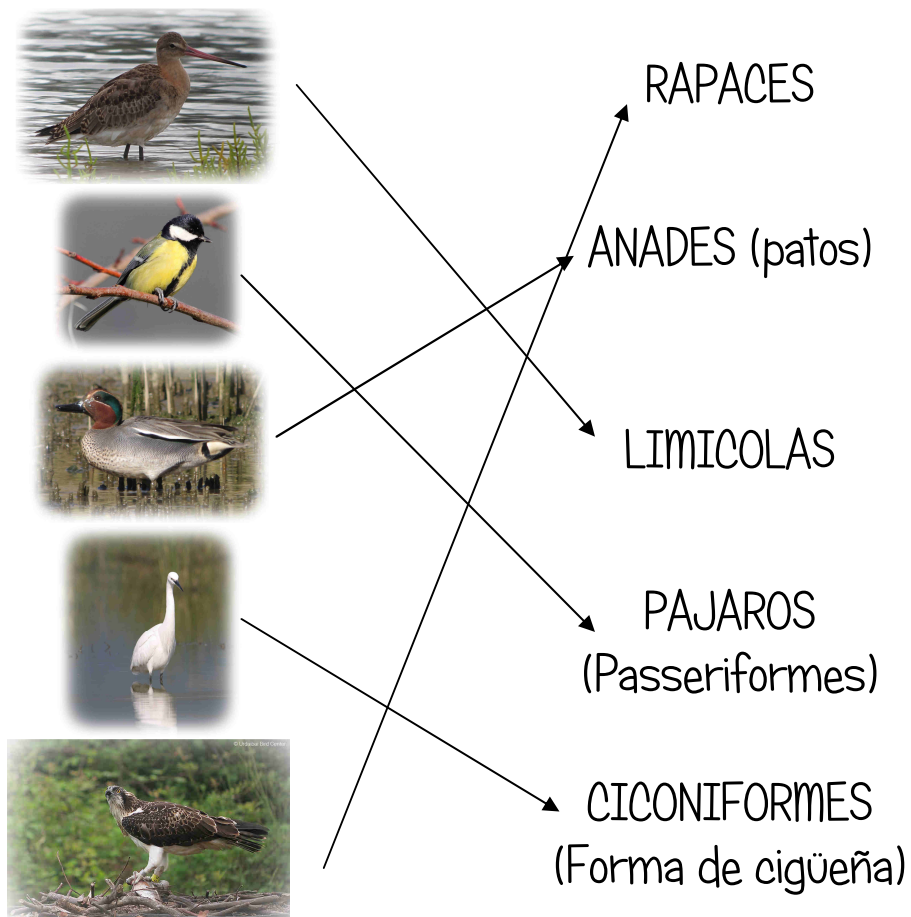 RAPACES
ANADES (patos)
LIMICOLAS
PAJAROS
(Passeriformes)
CICONIFORMES
(Forma de cigüeña)